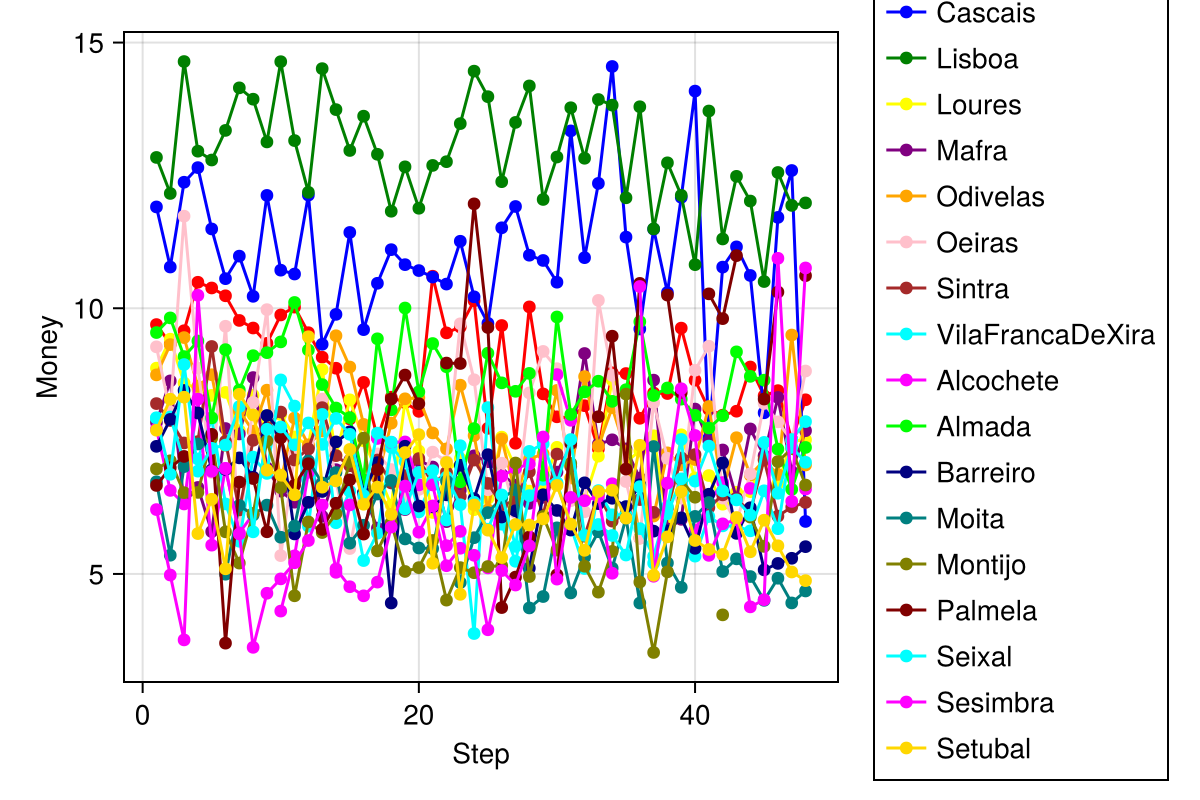 15
10
5
Money
0
20
40
Step
Cascais
Lisboa
Loures
Mafra
Odivelas
Oeiras
Sintra
VilaFrancaDeXira
Alcochete
Almada
Barreiro
Moita
Montijo
Palmela
Seixal
Sesimbra
Setubal